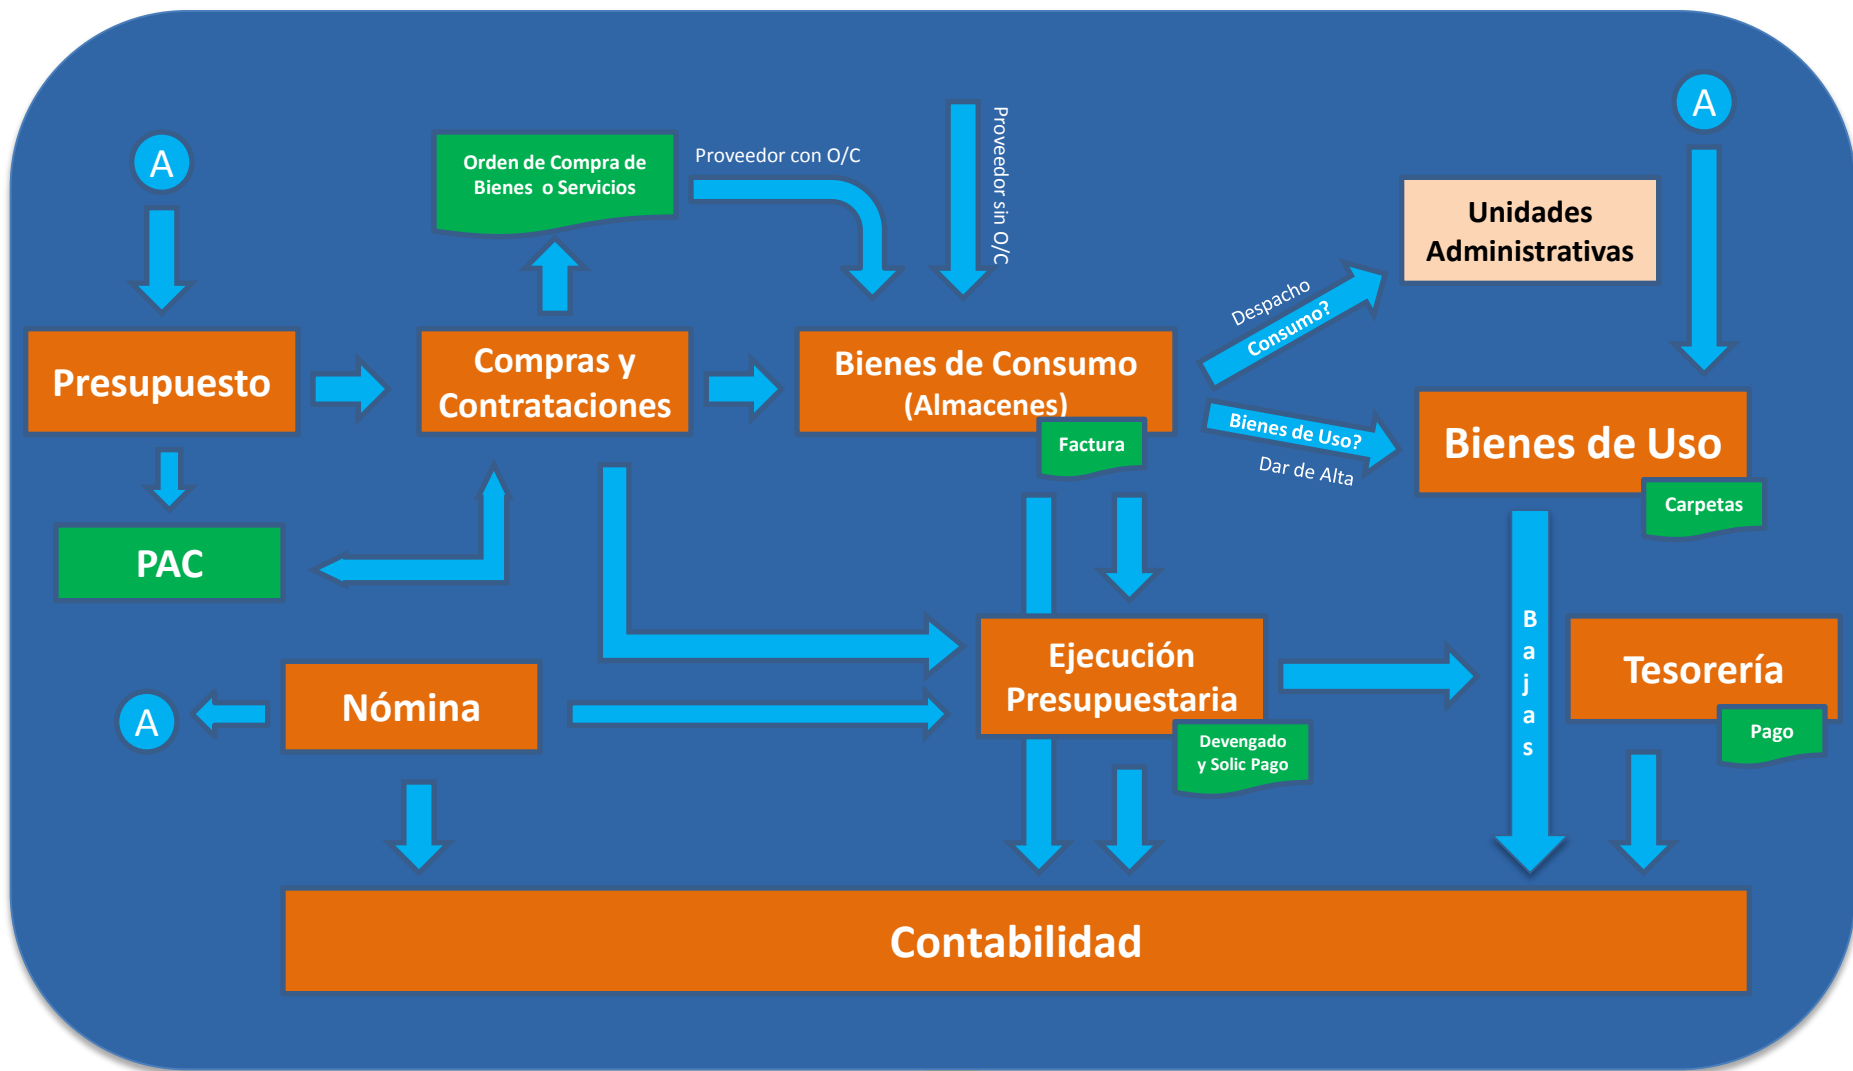 A
A
Orden de Compra de
Bienes o Servicios
Proveedor con O/C
Proveedor sin O/C
Unidades
Administrativas
Despacho
Consumo?
Presupuesto
Compras y
Contrataciones
Bienes de Consumo
(Almacenes)
Factura
Bienes de Uso?
Dar de Alta
Bienes de Uso
Carpetas
PAC
Bajas
Ejecución
Presupuestaria
Devengado
y Solic Pago
Tesorería
Pago
Nómina
A
Contabilidad